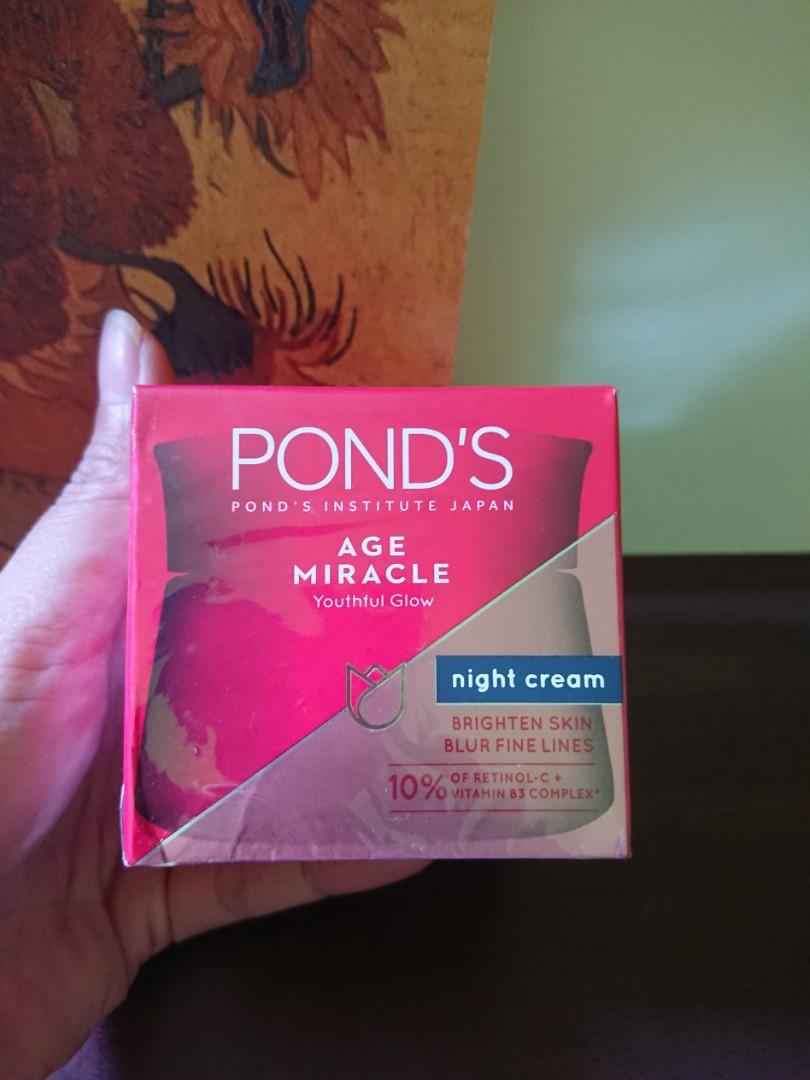 POND'S
POND'S INSTITUTE JAPAN
AGE
MIRACLE
Youthful Glow
night cream
BRIGHTEN SKIN
BLUR FINE LINES
10% OF RETINOL-C +
VITAMIN B3 COMPLEX*